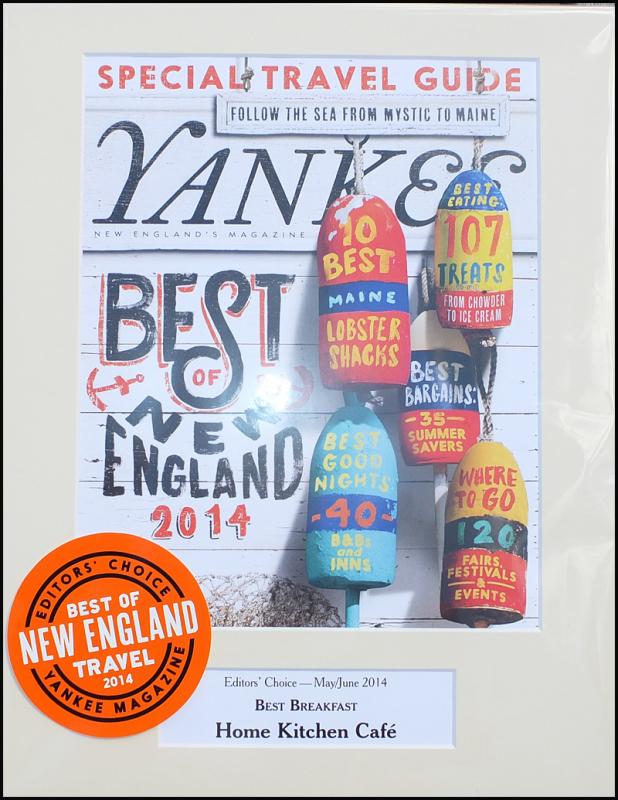 SPECIAL TRAVEL GUIDE
FOLLOW THE SEA FROM MYSTIC TO MAINE
YANKEE
NEW ENGLAND'S MAGAZINE
BEST
OF
NEW
ENGLAND
2014
10
BEST
MAINE
LOBSTER
SHACKS
BEST
EATING:
107
TREATS
FROM CHOWDER
TO ICE CREAM
BEST
BARGAINS:
-35-
SUMMER
SAVERS
BEST
GOOD
NIGHTS
-40-
B&Bs
and
INNS
WHERE
TO GO
120
FAIRS,
FESTIVALS
&
EVENTS
EDITORS' CHOICE
BEST OF
NEW ENGLAND
TRAVEL
2014
YANKEE MAGAZINE
Editors' Choice — May/June 2014
BEST BREAKFAST
Home Kitchen Café